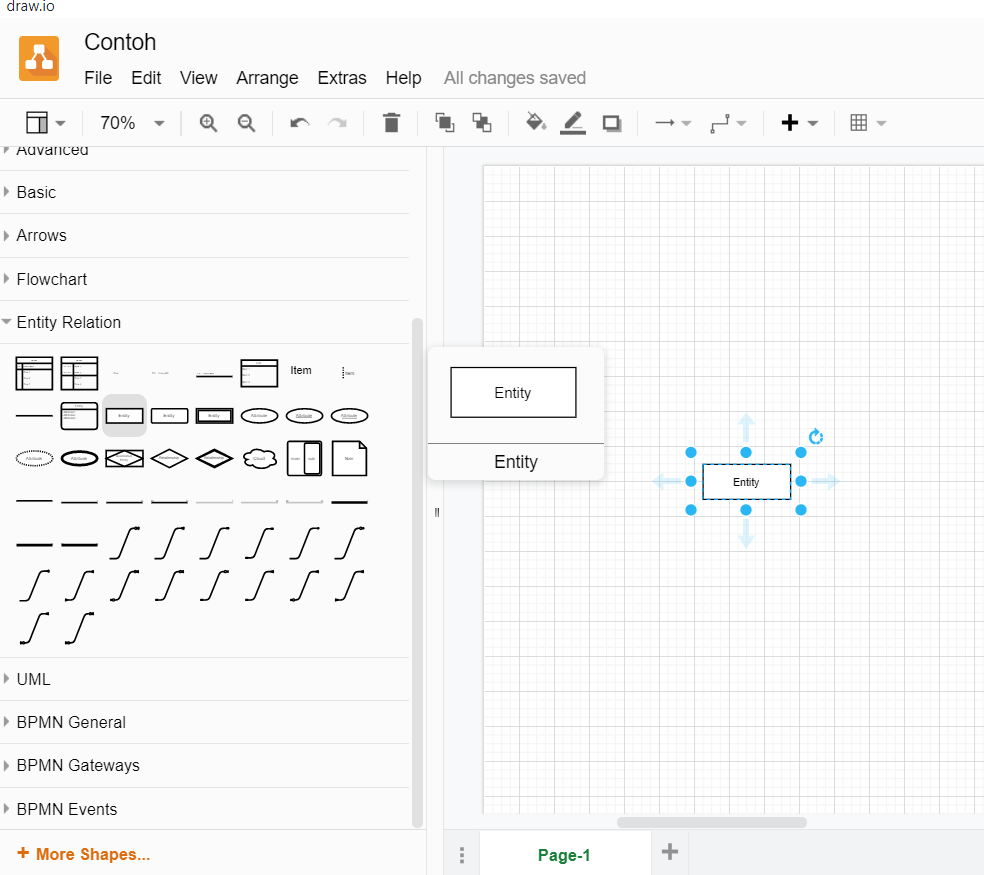 draw.io
Contoh
File Edit View Arrange Extras Help All changes saved
70%
Advanced
Basic
Arrows
Flowchart
Entity Relation
Item
Entity
Entity
Entity
UML
BPMN General
BPMN Gateways
BPMN Events
+ More Shapes...
Page-1